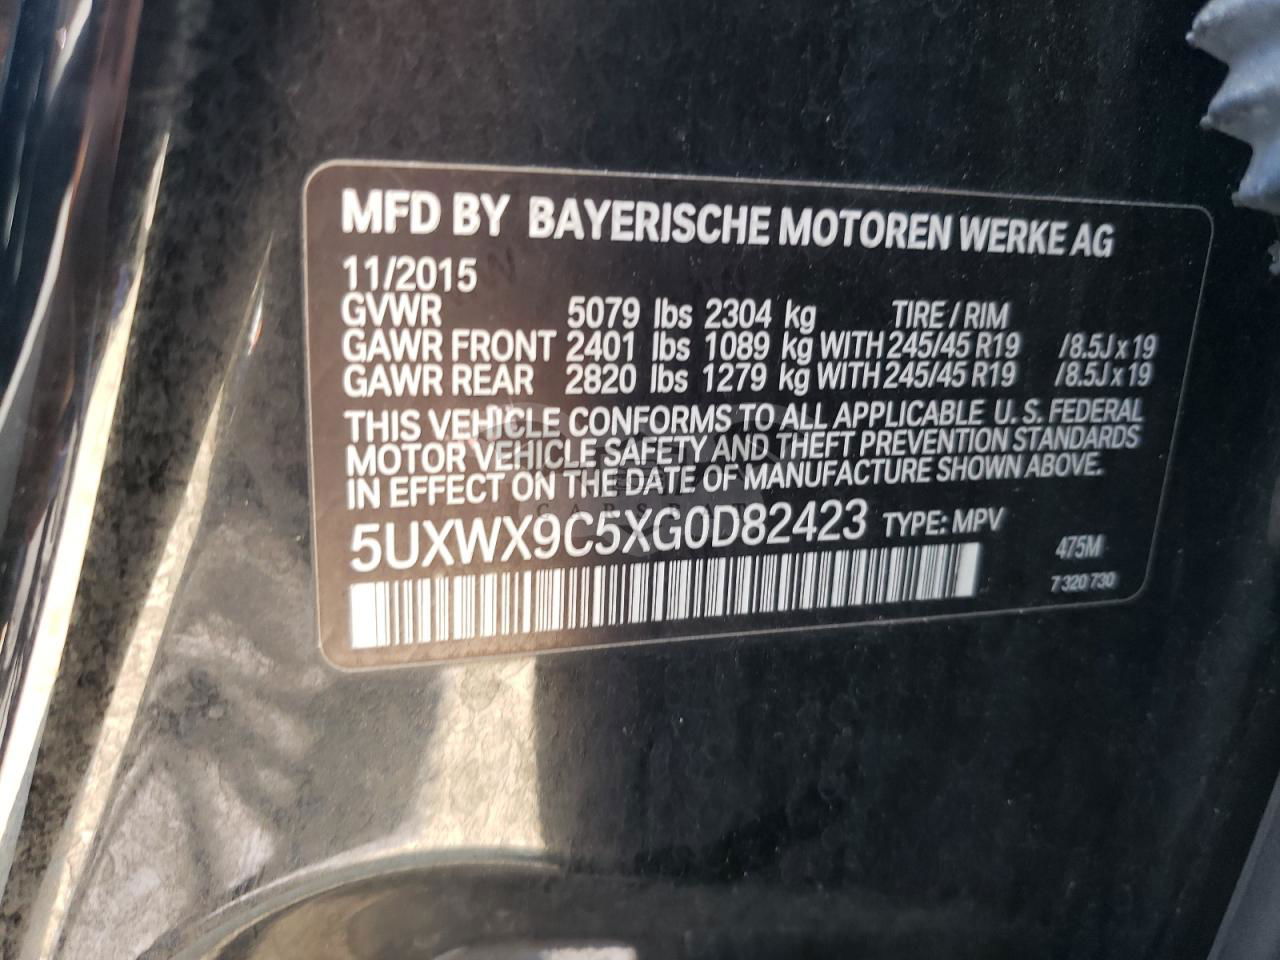 MFD BY BAYERISCHE MOTOREN WERKE AG
11/2015
GVWR 5079 lbs 2304 kg TIRE / RIM
GAWR FRONT 2401 lbs 1089 kg WITH 245/45 R19 /8.5J x 19
GAWR REAR 2820 lbs 1279 kg WITH 245/45 R19 /8.5J x 19
THIS VEHICLE CONFORMS TO ALL APPLICABLE U.S. FEDERAL
MOTOR VEHICLE SAFETY AND THEFT PREVENTION STANDARDS
IN EFFECT ON THE DATE OF MANUFACTURE SHOWN ABOVE.
5UXWX9C5XG0D82423 TYPE: MPV
475M
7 320 730